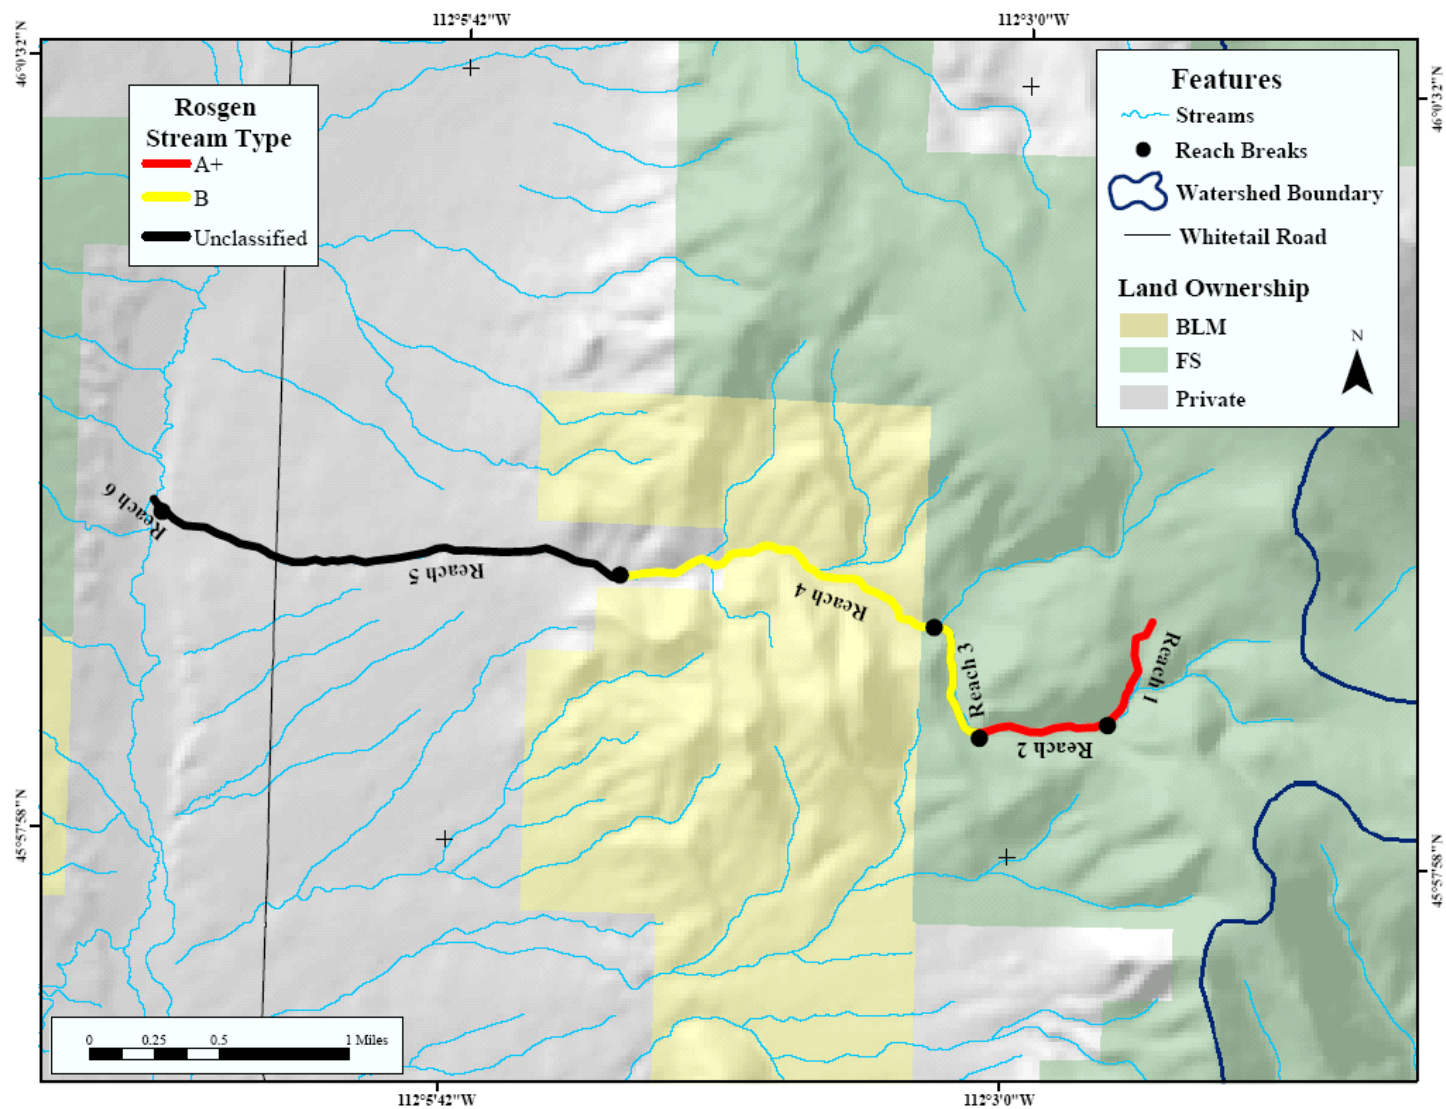 112°5'42"W
112°3'0"W
46°0'32"N
46°0'32"N
Rosgen
Stream Type
A+
B
Unclassified
Features
Streams
Reach Breaks
Watershed Boundary
Whitetail Road
Land Ownership
BLM
FS
Private
N
Reach 6
Reach 5
Reach 4
Reach 3
Reach 2
Reach 1
45°57'58"N
45°57'58"N
0 0.25 0.5 1 Miles
112°5'42"W
112°3'0"W